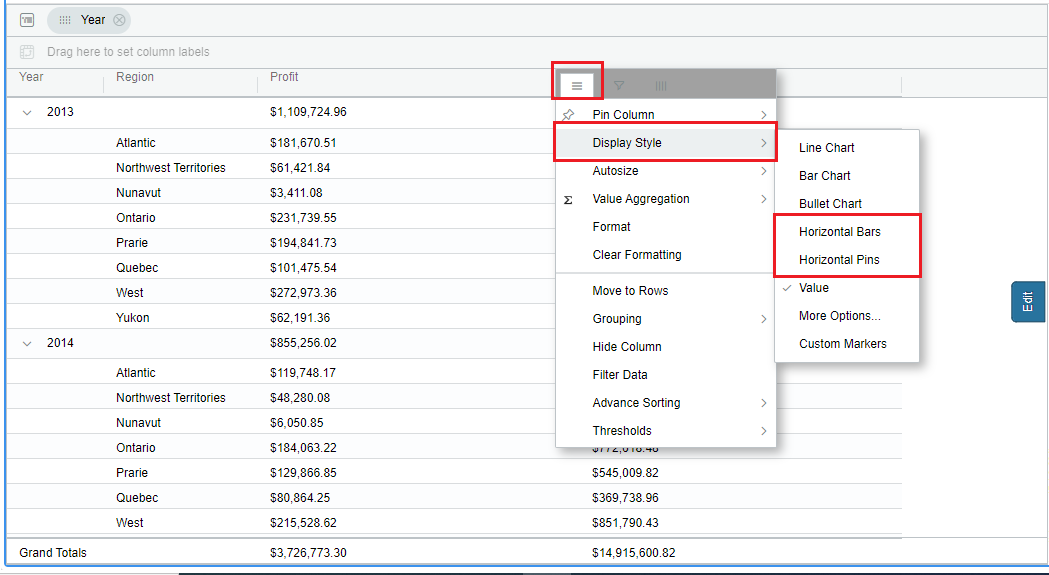 Year
Drag here to set column labels
Year Region Profit
2013 $1,109,724.96
Atlantic $181,670.51
Northwest Territories $61,421.84
Nunavut $3,411.08
Ontario $231,739.55
Prarie $194,841.73
Quebec $101,475.54
West $272,973.36
Yukon $62,191.36
2014 $855,256.02
Atlantic $119,748.17
Northwest Territories $48,280.08
Nunavut $6,050.85
Ontario $184,063.22
Prarie $129,866.85 $545,009.82
Quebec $80,864.25 $369,738.96
West $215,528.62 $851,790.43
Grand Totals $3,726,773.30 $14,915,600.82
Pin Column
Display Style
Autosize
Σ Value Aggregation
Format
Clear Formatting
Move to Rows
Grouping
Hide Column
Filter Data
Advance Sorting
Thresholds
Line Chart
Bar Chart
Bullet Chart
Horizontal Bars
Horizontal Pins
Value
More Options...
Custom Markers
Edit